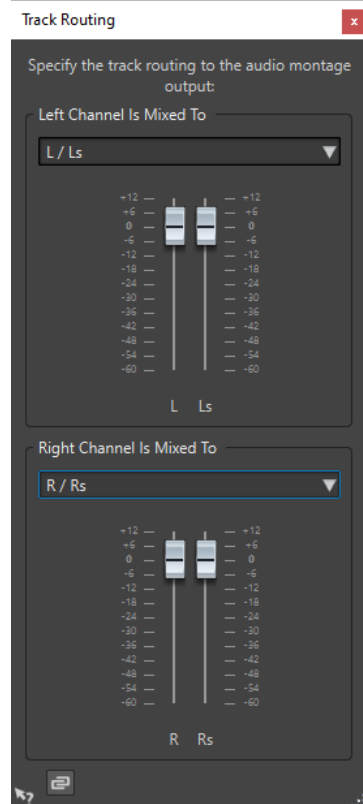 Track Routing
x
Specify the track routing to the audio montage
output:
Left Channel Is Mixed To
L / Ls
+12 +12
+6 +6
0 0
-6 -6
-12 -12
-18 -18
-24 -24
-30 -30
-36 -36
-42 -42
-48 -48
-54 -54
-60 -60
L Ls
Right Channel Is Mixed To
R / Rs
+12 +12
+6 +6
0 0
-6 -6
-12 -12
-18 -18
-24 -24
-30 -30
-36 -36
-42 -42
-48 -48
-54 -54
-60 -60
R Rs
?